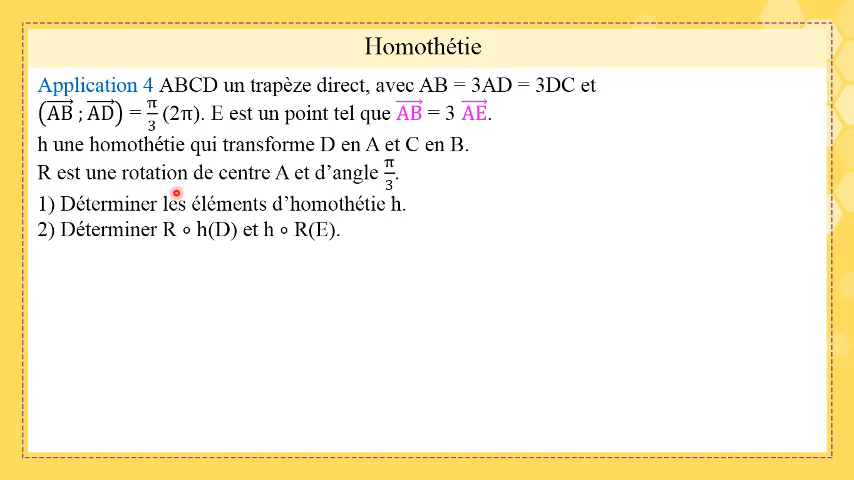 Homothétie
Application 4 ABCD un trapèze direct, avec AB = 3AD = 3DC et
(AB⃗ ; AD⃗) = π/3 (2π). E est un point tel que AB⃗ = 3 AE⃗.
h une homothétie qui transforme D en A et C en B.
R est une rotation de centre A et d’angle π/3.
1) Déterminer les éléments d’homothétie h.
2) Déterminer R ∘ h(D) et h ∘ R(E).